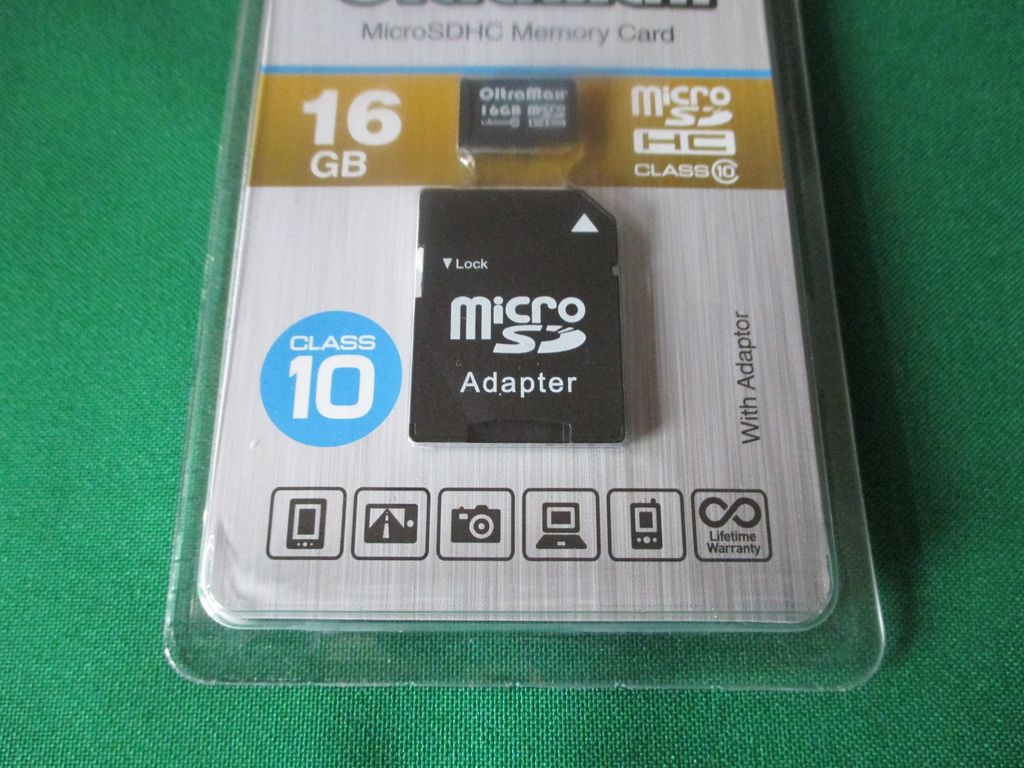 MicroSDHC Memory Card
16
GB
OltraMax
16GB micro
micro
SD
HC
CLASS 10
Lock
micro
SD
Adapter
CLASS
10
With Adaptor
Lifetime
Warranty